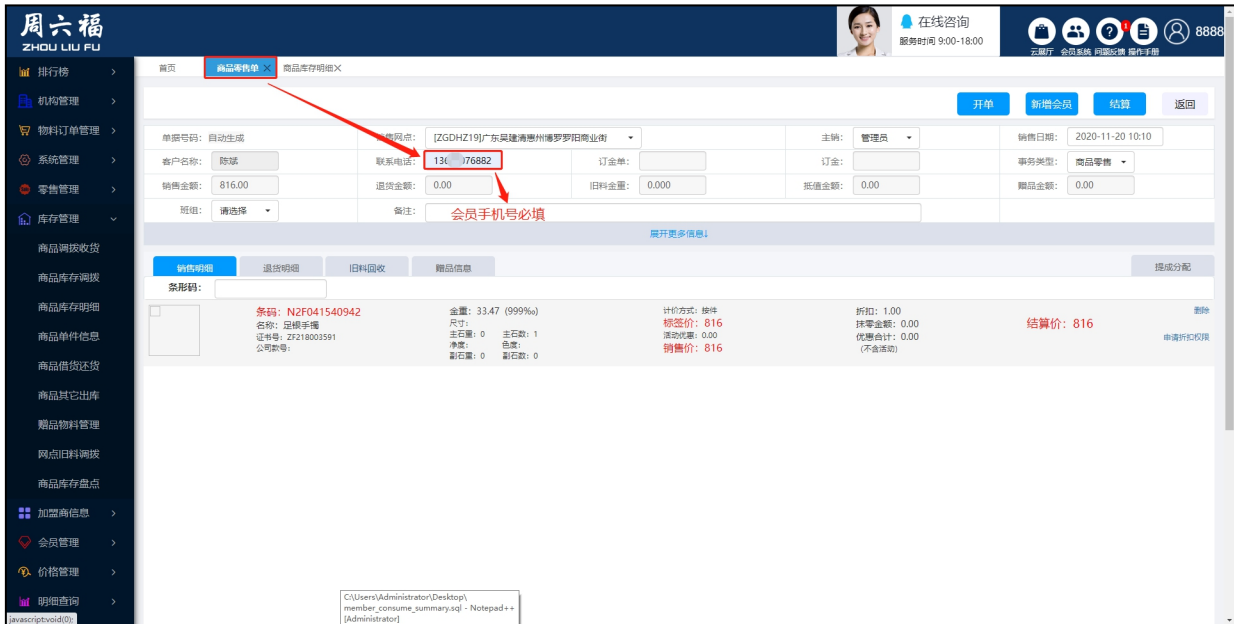 周六福
ZHOU LIU FU
在线咨询
服务时间 9:00-18:00
1
8888
云展厅 会员系统 问题反馈 操作手册
首页 商品零售单 商品库存明细
开单 新增会员 结算 返回
单据号码: 自动生成
[ZGDHZ19]广东吴建清惠州博罗罗阳商业街
主销: 管理员
销售日期: 2020-11-20 10:10
客户名称: 陈斌
联系电话: 76882
订金单:
订金:
事务类型: 商品零售
销售金额: 816.00
退货金额: 0.00
旧料金重: 0.000
抵值金额: 0.00
赠品金额: 0.00
班组: 请选择
备注:
会员手机号必填
展开更多信息↓
销售明细 退货明细 旧料回收 赠品信息 提成分配
条形码:
条码: N2F041540942
名称: 足银手镯
证书号: ZF218003591
公司款号:
金重: 33.47 (999‰)
尺寸:
主石重: 0 主石数: 1
净度: 色度:
副石重: 0 副石数: 0
计价方式: 按件
标签价: 816
活动优惠: 0.00
销售价: 816
折扣: 1.00
抹零金额: 0.00
优惠合计: 0.00
(不含活动)
结算价: 816
删除
申请折扣权限
排行榜
机构管理
物料订单管理
系统管理
零售管理
库存管理
商品调拨收货
商品库存调拨
商品库存明细
商品单件信息
商品借货还货
商品其它出库
赠品物料管理
网点旧料调拨
商品库存盘点
加盟商信息
会员管理
价格管理
明细查询
javascript:void(0);
C:\Users\Administrator\Desktop\
member_consume_summary.sql - Notepad++
[Administrator]